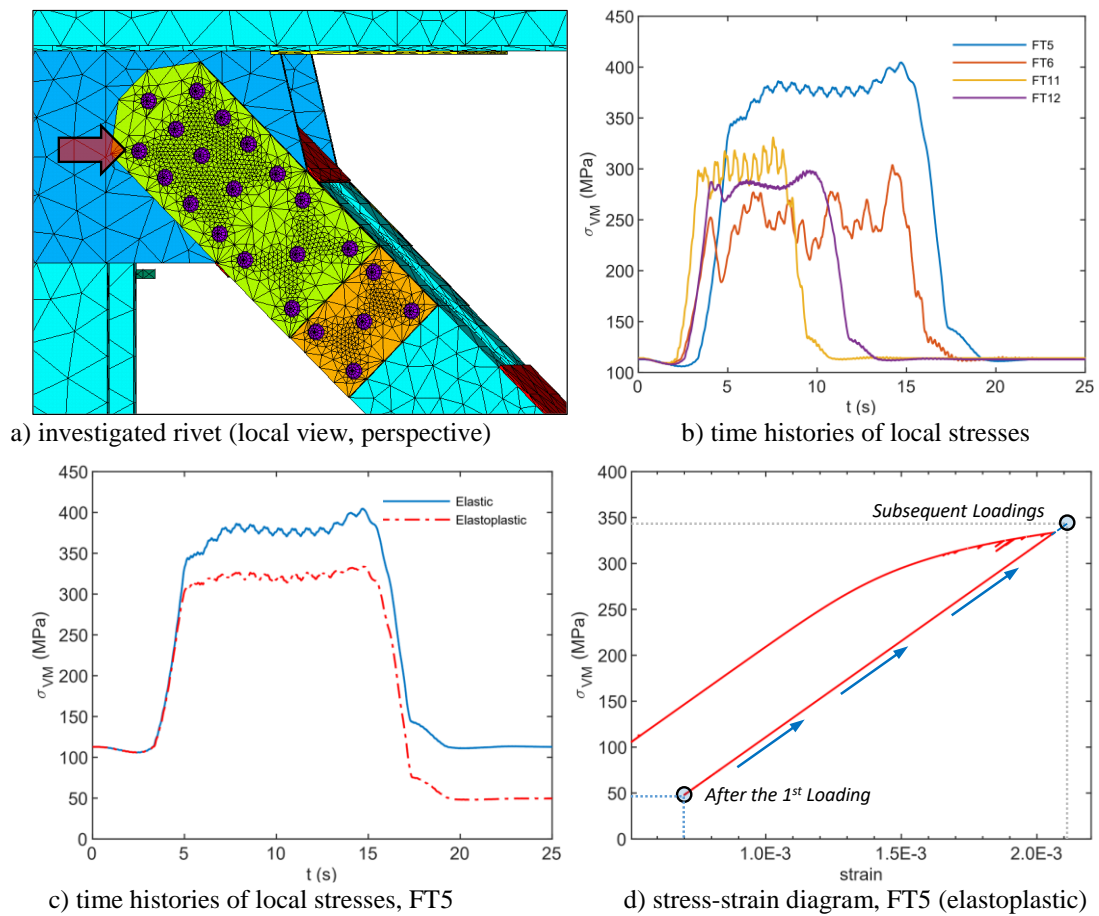 450
400
350
300
250
200
150
100
0
5
10
15
20
25
σVM (MPa)
t (s)
FT5
FT6
FT11
FT12
a) investigated rivet (local view, perspective)
b) time histories of local stresses
450
400
350
300
250
200
150
100
50
0
0
5
10
15
20
25
σVM (MPa)
t (s)
Elastic
Elastoplastic
450
400
350
300
250
200
150
100
50
0
1.0E-3
1.5E-3
2.0E-3
σVM (MPa)
strain
Subsequent Loadings
After the 1st Loading
c) time histories of local stresses, FT5
d) stress-strain diagram, FT5 (elastoplastic)